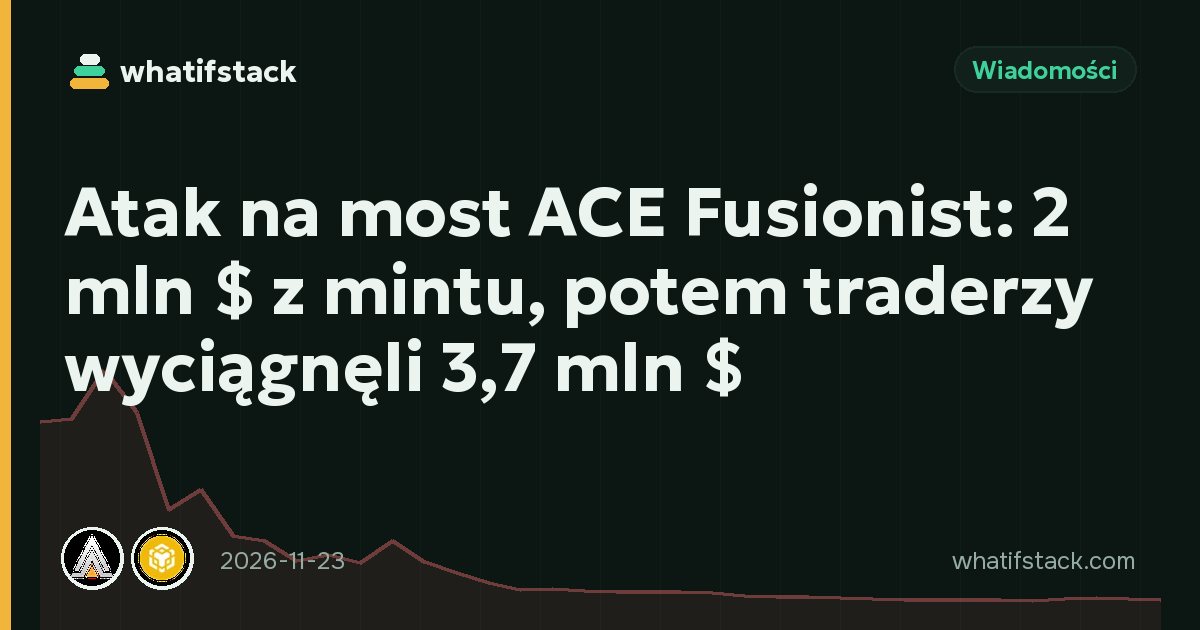 whatifstack
Wiadomości
Atak na most ACE Fusionist: 2
mln $ z mintu, potem traderzy
wyciągnęli 3,7 mln $
2026-11-23
whatifstack.com